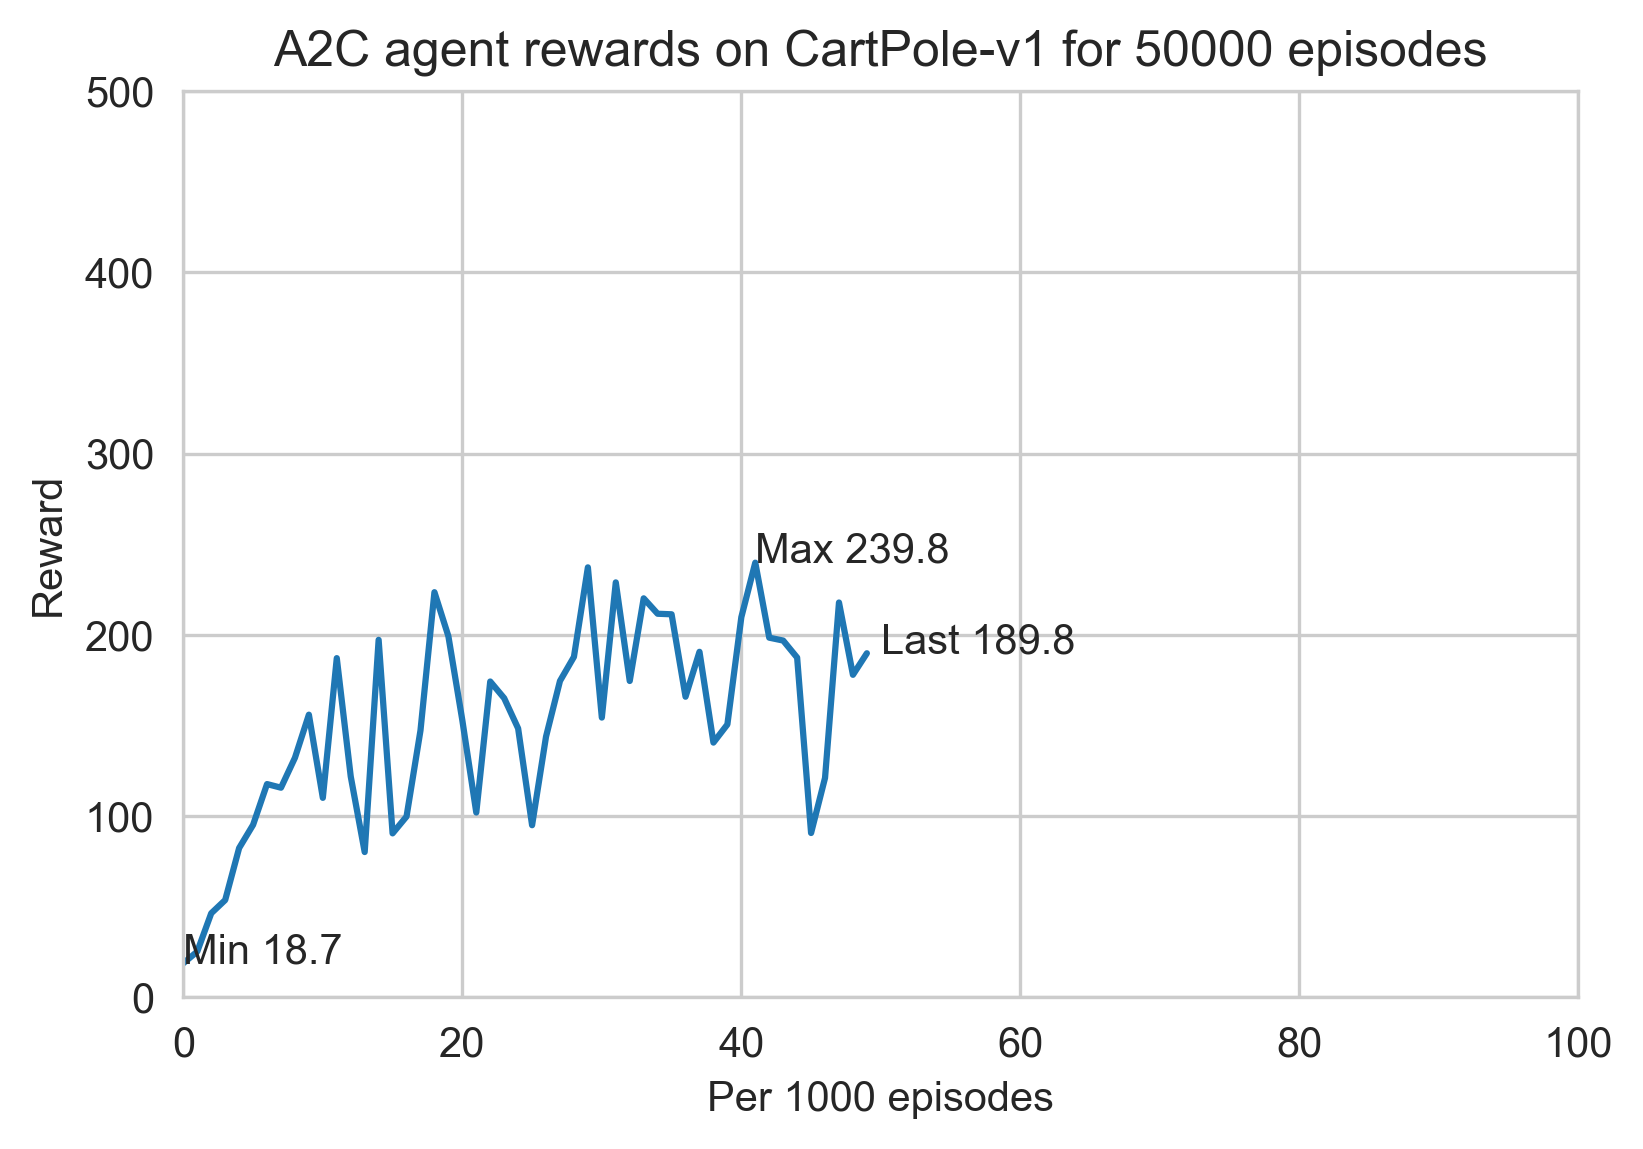 A2C agent rewards on CartPole-v1 for 50000 episodes
500
400
300
200
100
0
Reward
Max 239.8
Last 189.8
Min 18.7
0 20 40 60 80 100
Per 1000 episodes